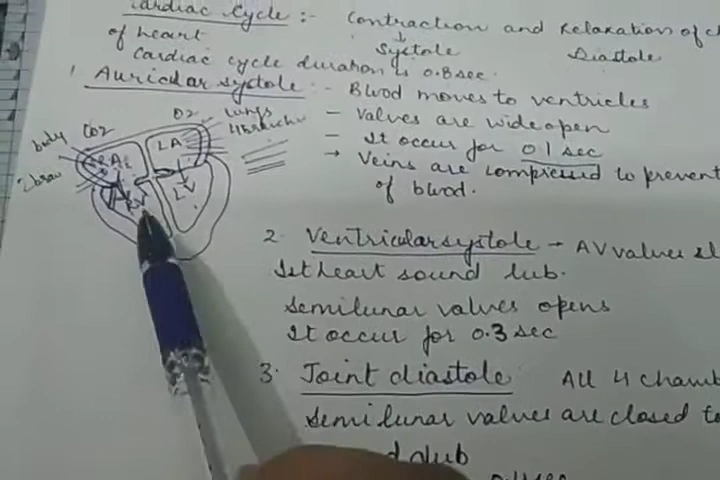 Cardiac Cycle :- Contraction and Relaxation of
of heart Systole Diastole
Cardiac cycle duration is 0.8 sec.
1. Auricular systole :- Blood moves to ventricles
- Valves are wide open
- It occur for 0.1 sec
→ Veins are compressed to prevent
of blood.
body CO2 O2 lungs
LA
RA
LV
RV
2. Ventricular systole → AV valves
Ist heart sound lub.
Semilunar valves opens
It occur for 0.3 sec
3. Joint diastole All 4 chamb
Semilunar valves are closed to
d dub